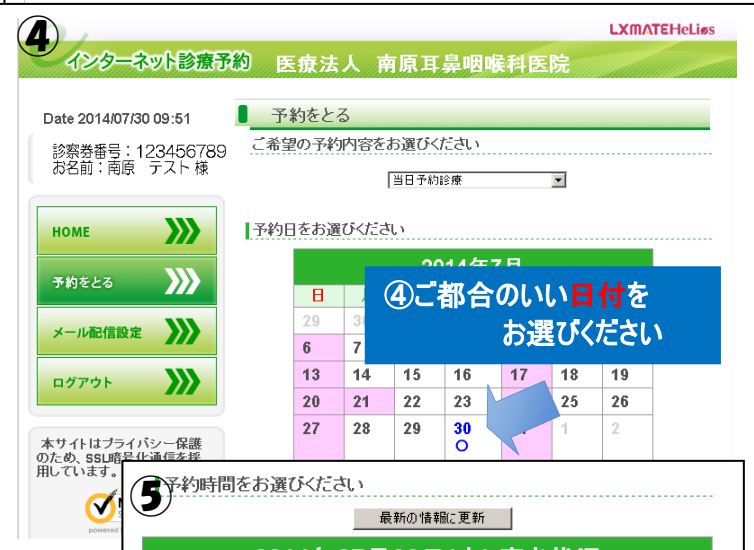 ④
LXMATEHeLiøs
インターネット診療予約 医療法人 南原耳鼻咽喉科医院
Date 2014/07/30 09:51
診察券番号：123456789
お名前：南原 テスト 様
HOME
予約をとる
メール配信設定
ログアウト
本サイトはプライバシー保護
のため、SSL暗号化通信を採
用しています。
powered
予約をとる
ご希望の予約内容をお選びください
当日予約診療
予約日をお選びください
2014年7月
日
④ご都合のいい日付を
お選びください
29 30
6 7
13 14 15 16 17 18 19
20 21 22 23 25 26
27 28 29 30 1 2
○
⑤
予約時間をお選びください
最新の情報に更新